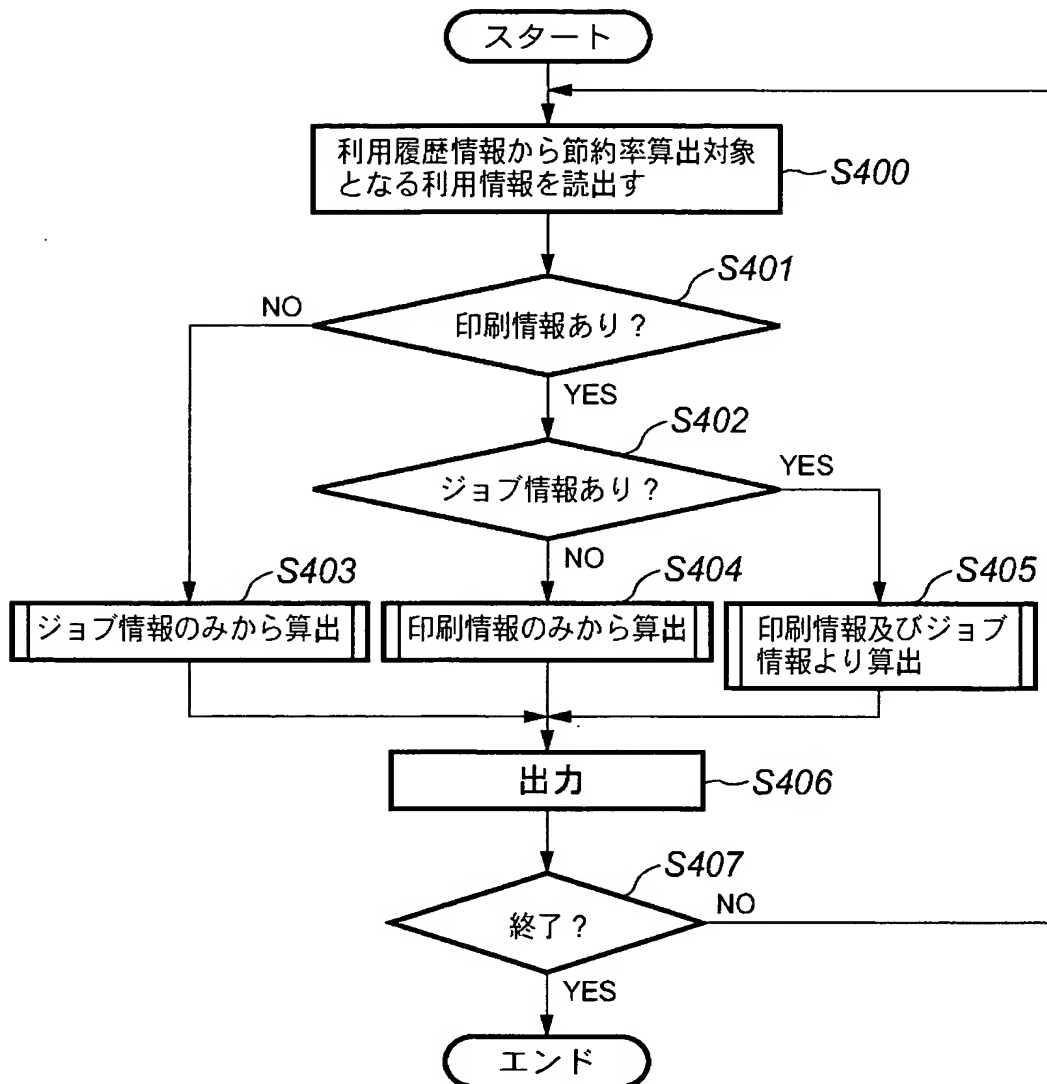 スタート
利用履歴情報から節約率算出対象
となる利用情報を読出す
S400
S401
NO
印刷情報あり?
YES
S402
YES
ジョブ情報あり?
NO
S403
S404
S405
ジョブ情報のみから算出
印刷情報のみから算出
印刷情報及びジョブ
情報より算出
出力
S406
S407
NO
終了?
YES
エンド